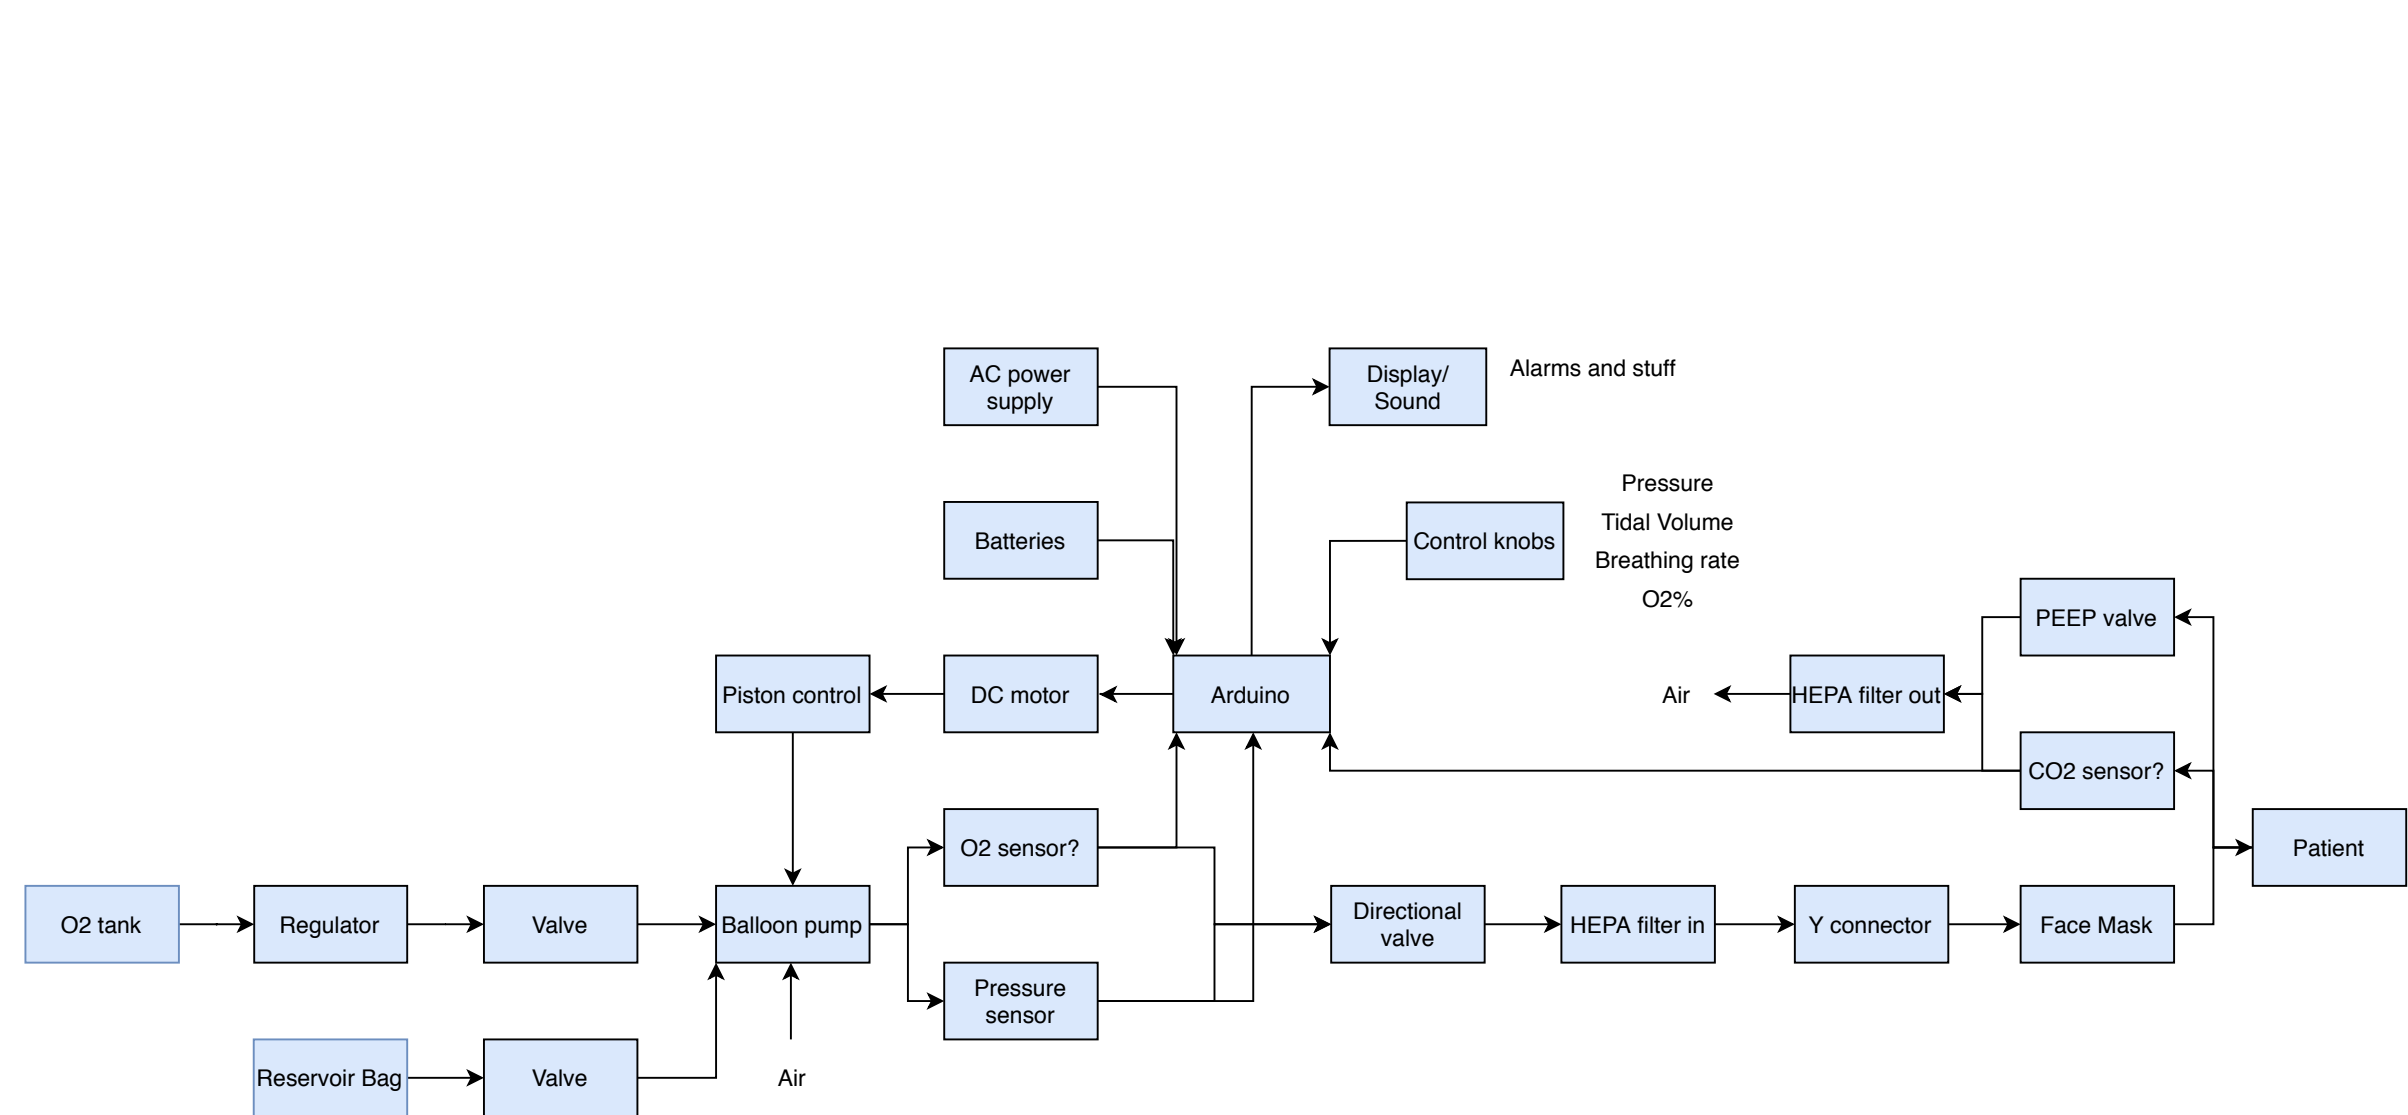 AC power
supply
Display/
Sound
Alarms and stuff
Batteries
Control knobs
Pressure
Tidal Volume
Breathing rate
O2%
PEEP valve
Piston control
DC motor
Arduino
Air
HEPA filter out
CO2 sensor?
O2 sensor?
Patient
O2 tank
Regulator
Valve
Balloon pump
Directional
valve
HEPA filter in
Y connector
Face Mask
Pressure
sensor
Reservoir Bag
Valve
Air